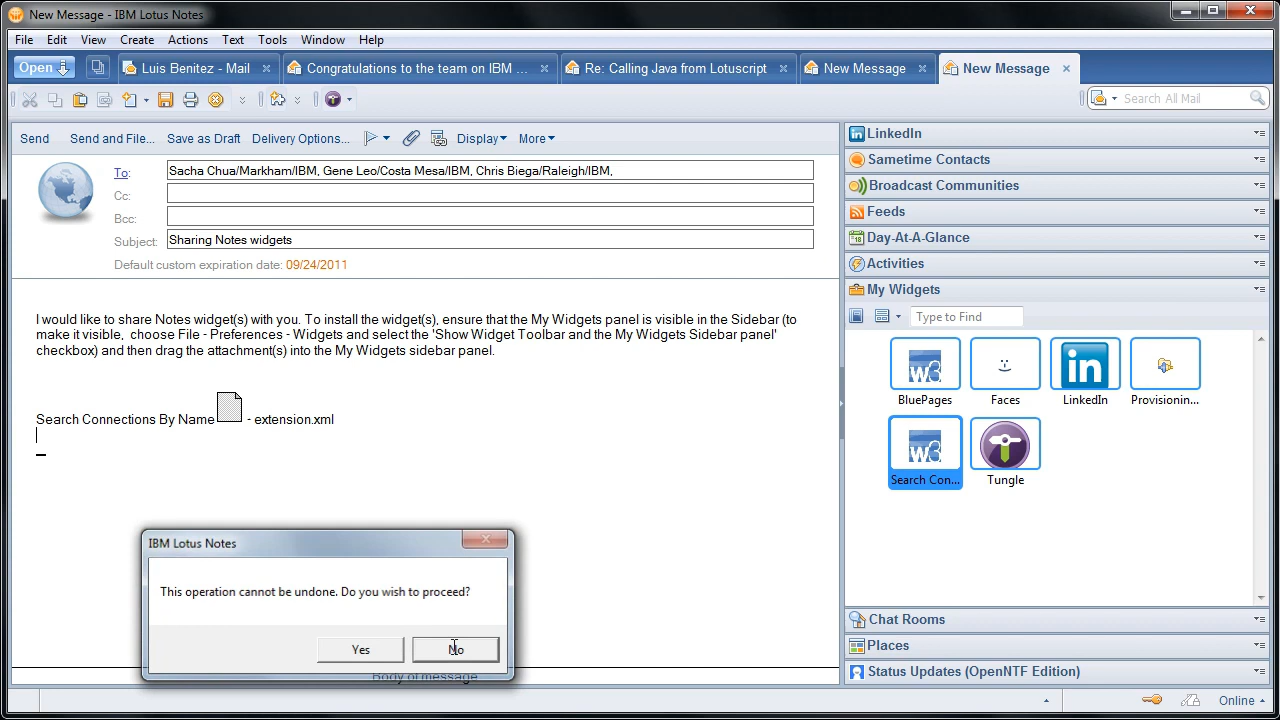 New Message - IBM Lotus Notes
File Edit View Create Actions Text Tools Window Help
Open Luis Benitez - Mail Congratulations to the team on IBM ... Re: Calling Java from Lotuscript New Message New Message
Search All Mail
Send Send and File... Save as Draft Delivery Options... Display More
To: Sacha Chua/Markham/IBM, Gene Leo/Costa Mesa/IBM, Chris Biega/Raleigh/IBM,
Cc:
Bcc:
Subject: Sharing Notes widgets
Default custom expiration date: 09/24/2011
I would like to share Notes widget(s) with you. To install the widget(s), ensure that the My Widgets panel is visible in the Sidebar (to
make it visible, choose File - Preferences - Widgets and select the 'Show Widget Toolbar and the My Widgets Sidebar panel'
checkbox) and then drag the attachment(s) into the My Widgets sidebar panel.
Search Connections By Name - extension.xml
IBM Lotus Notes
This operation cannot be undone. Do you wish to proceed?
Yes No
Body of message
in LinkedIn
Sametime Contacts
Broadcast Communities
Feeds
18 Day-At-A-Glance
Activities
My Widgets
Type to Find
w3 in
BluePages Faces LinkedIn Provisionin...
w3
Search Con... Tungle
Chat Rooms
Places
Status Updates (OpenNTF Edition)
Online